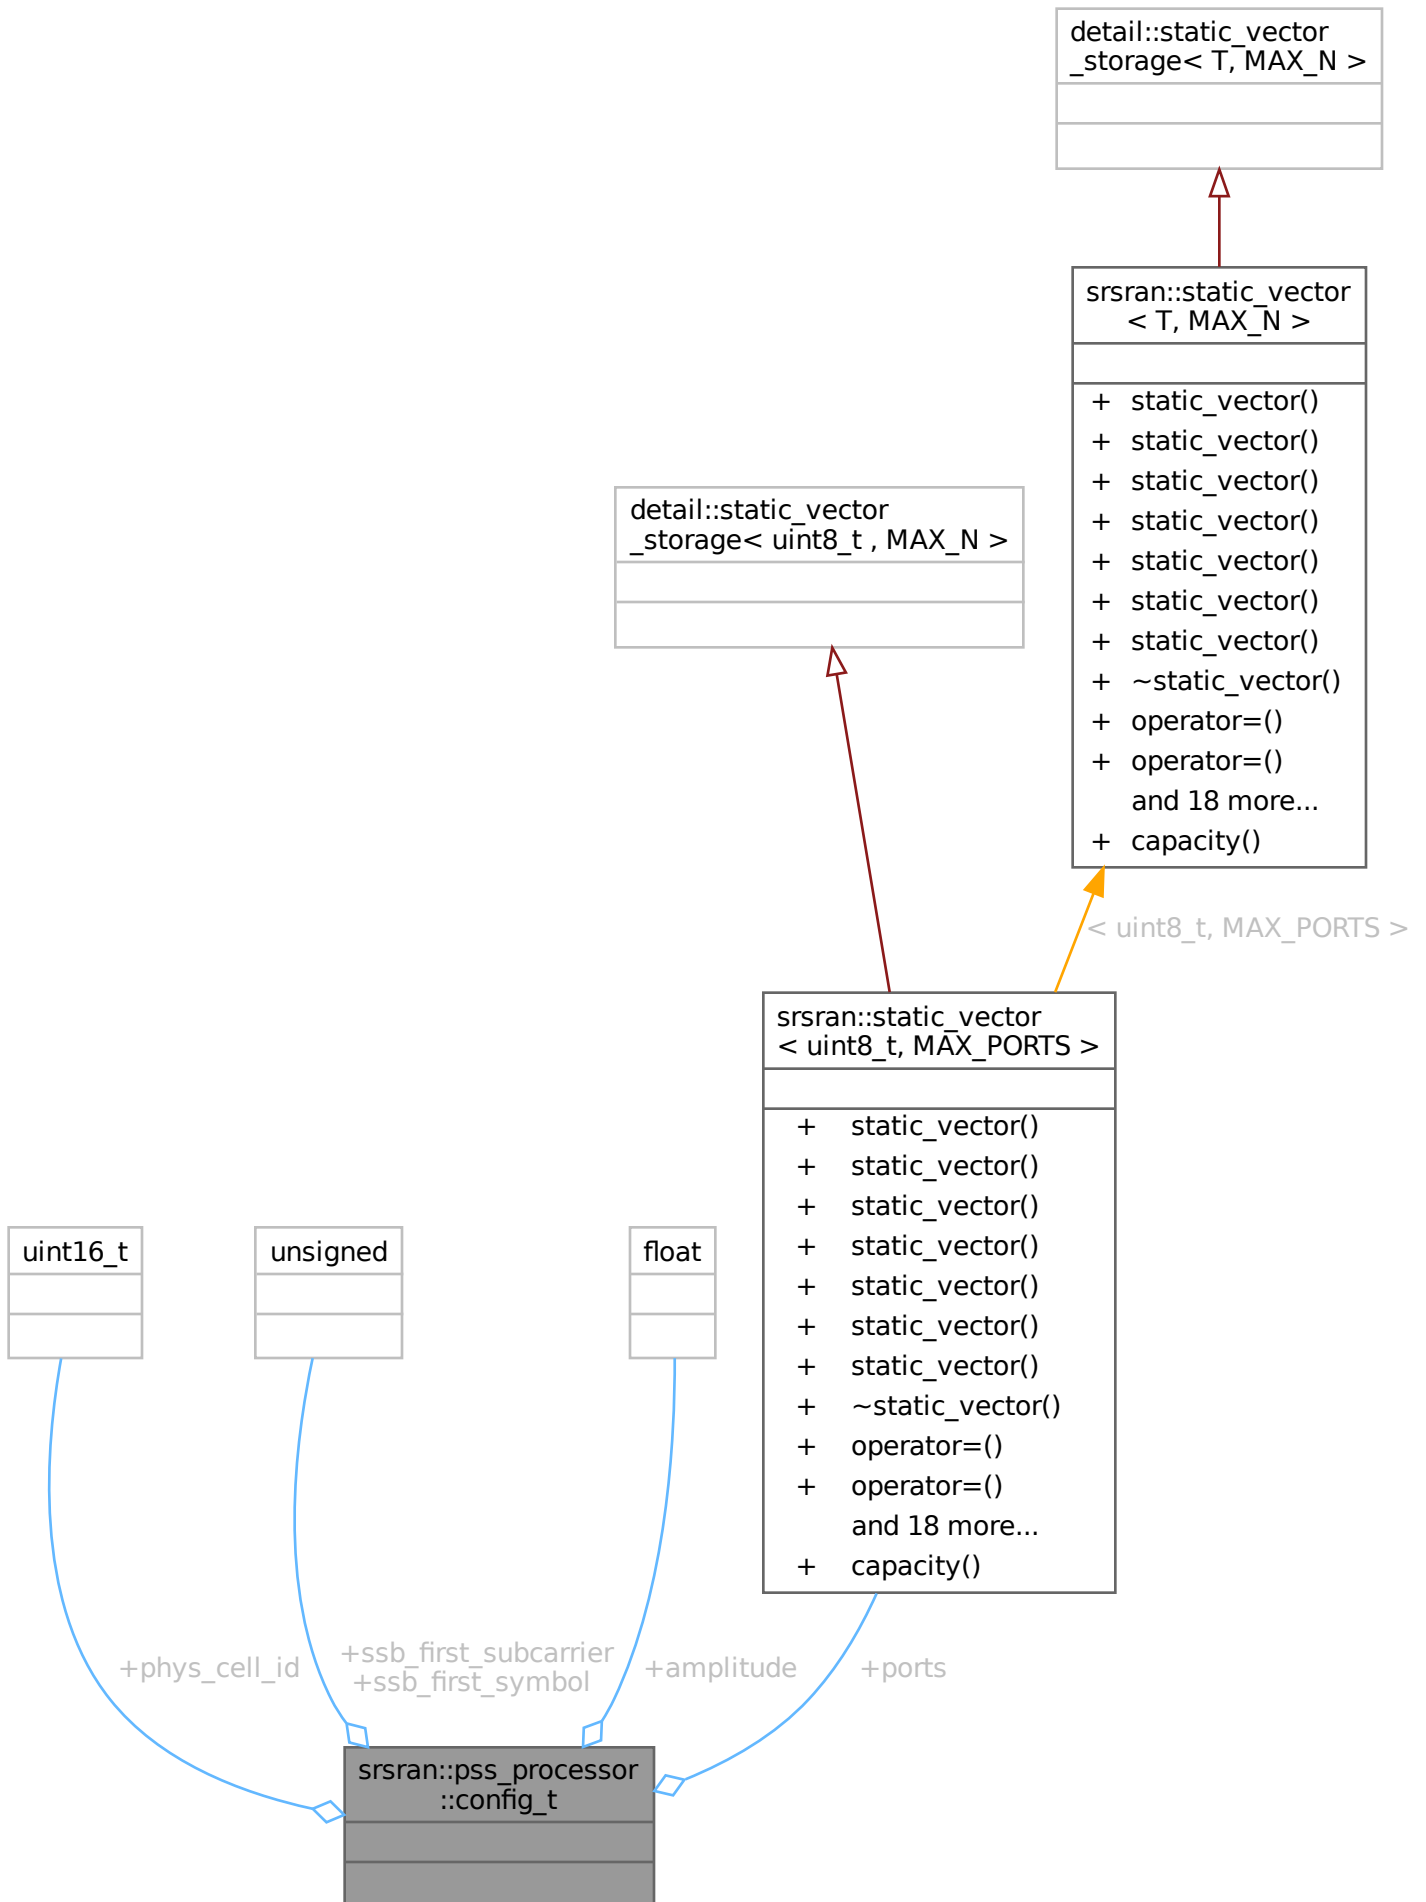 detail::static_vector
_storage< T, MAX_N >
srsran::static_vector
< T, MAX_N >
+ static_vector()
+ static_vector()
+ static_vector()
+ static_vector()
+ static_vector()
+ static_vector()
+ static_vector()
+ ~static_vector()
+ operator=()
+ operator=()
and 18 more...
+ capacity()
detail::static_vector
_storage< uint8_t , MAX_N >
< uint8_t, MAX_PORTS >
srsran::static_vector
< uint8_t, MAX_PORTS >
+ static_vector()
+ static_vector()
+ static_vector()
+ static_vector()
+ static_vector()
+ static_vector()
+ static_vector()
+ ~static_vector()
+ operator=()
+ operator=()
and 18 more...
+ capacity()
uint16_t
unsigned
float
+phys_cell_id
+ssb_first_subcarrier
+ssb_first_symbol
+amplitude
+ports
srsran::pss_processor
::config_t